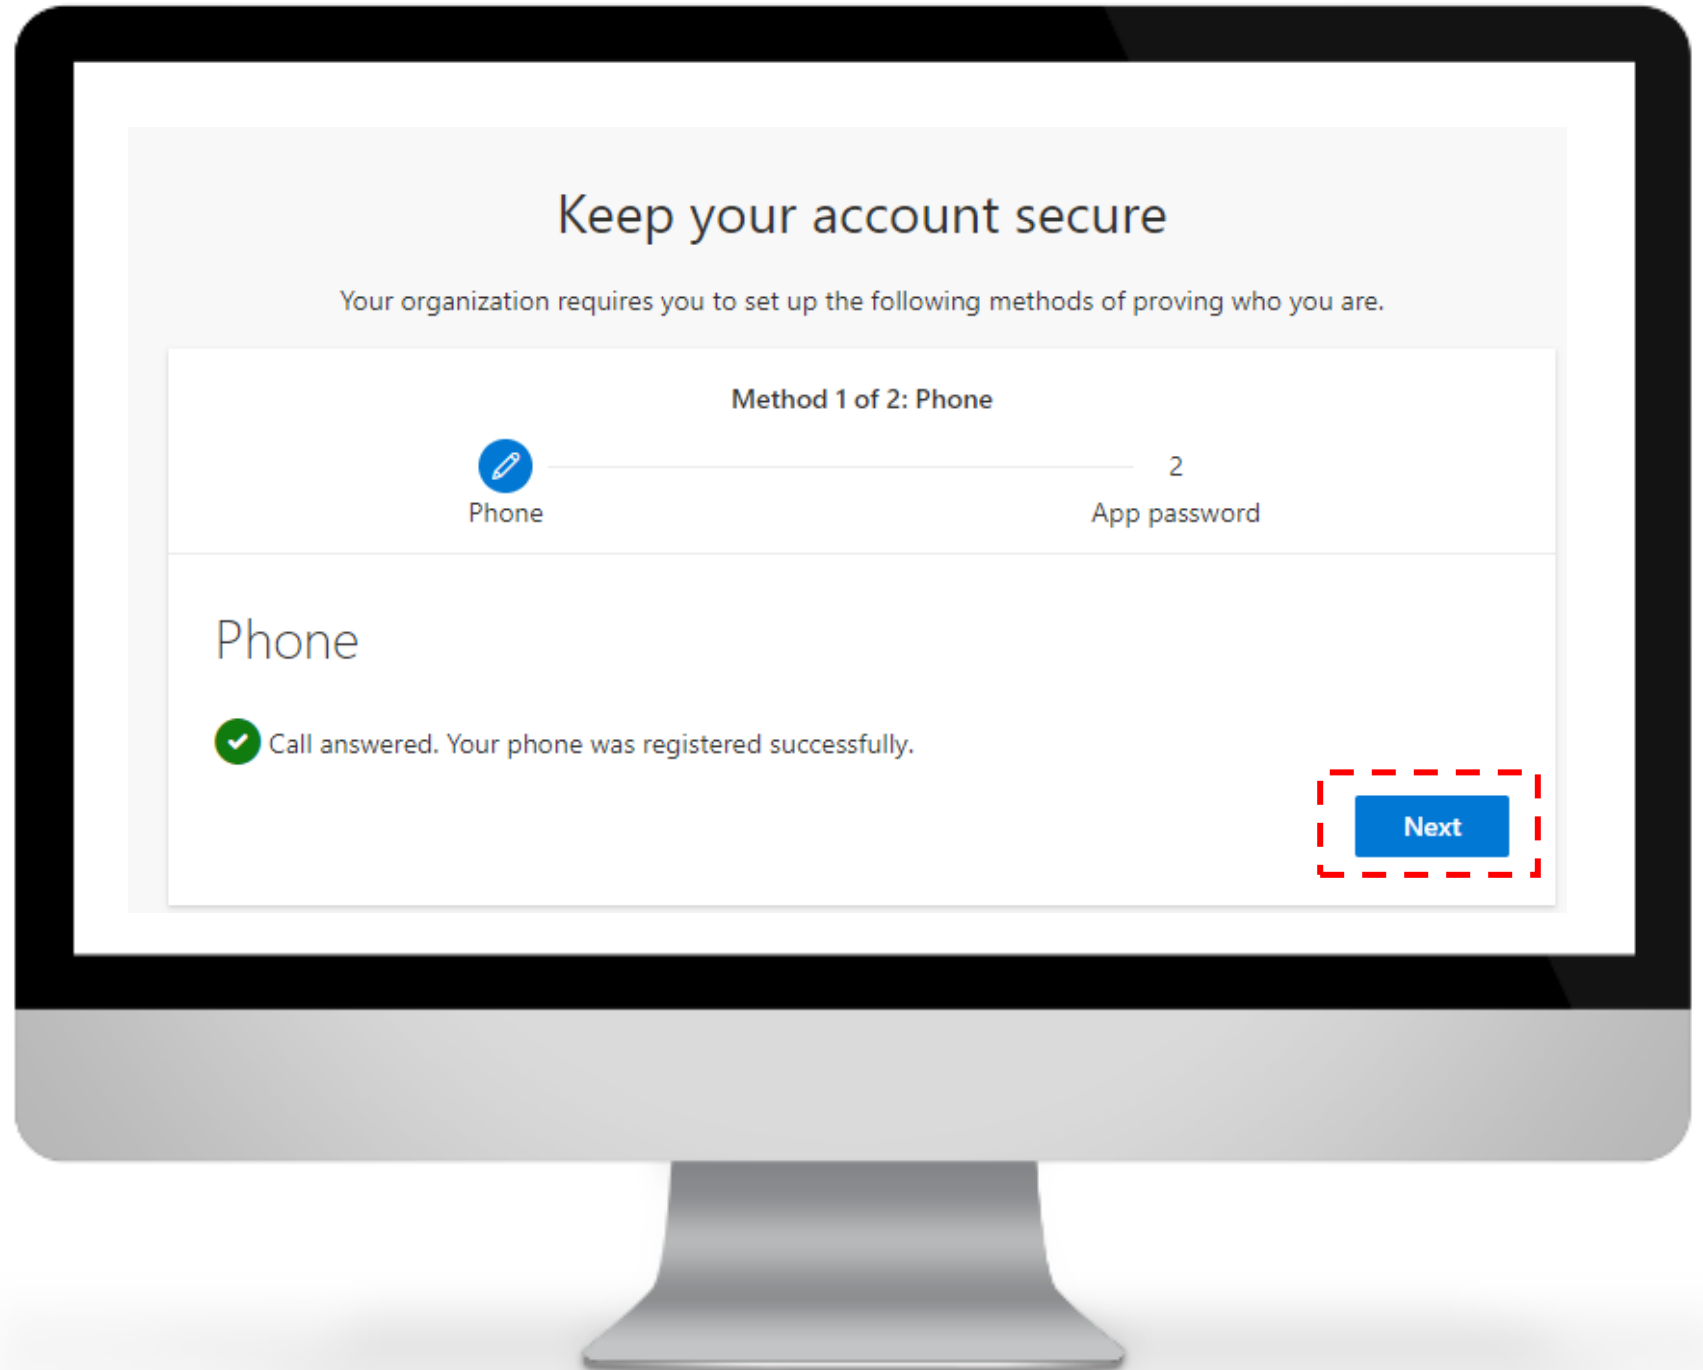 Keep your account secure
Your organization requires you to set up the following methods of proving who you are.
Method 1 of 2: Phone
2
Phone
App password
Phone
Call answered. Your phone was registered successfully.
Next